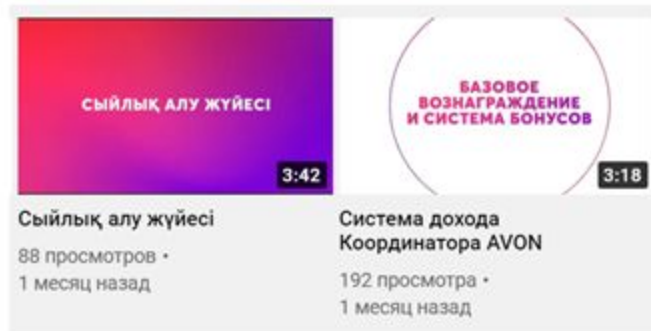 СЫЙЛЫҚ АЛУ ЖҮЙЕСІ
3:42
Сыйлық алу жүйесі
88 просмотров •
1 месяц назад
БАЗОВОЕ
ВОЗНАГРАЖДЕНИЕ
И СИСТЕМА БОНУСОВ
3:18
Система дохода
Координатора AVON
192 просмотра •
1 месяц назад